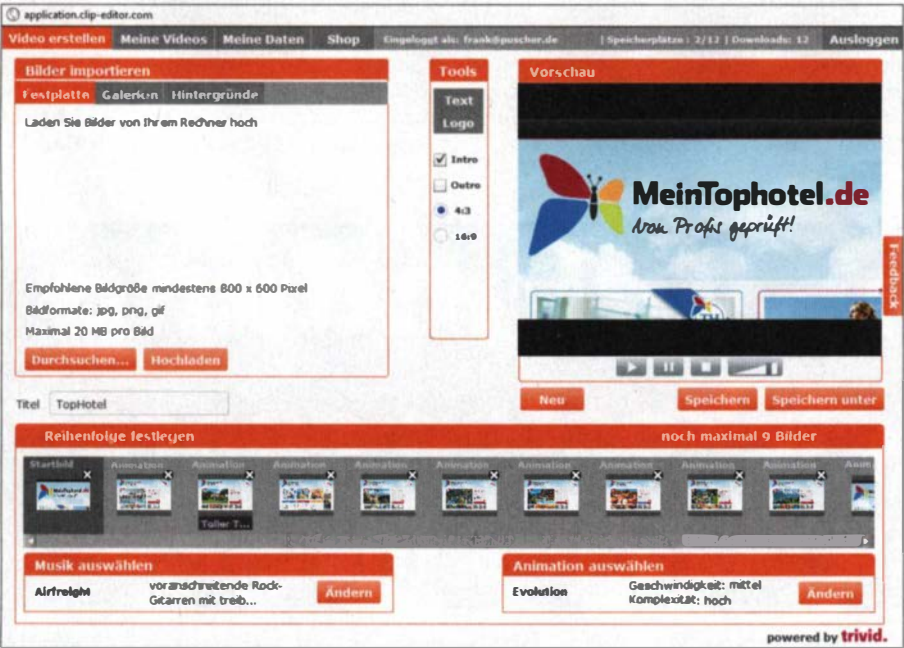 application.clip-editor.com
Video erstellen Meine Videos Meine Daten Shop Eingeloggt als: frank@puscher.de | Speicherplätze : 2/12 | Downloads: 12 Ausloggen
Bilder importieren
Festplatte Galerien Hintergründe
Laden Sie Bilder von Ihrem Rechner hoch
Empfohlene Bildgröße mindestens 800 x 600 Pixel
Bildformate: jpg, png, gif
Maximal 20 MB pro Bild
Durchsuchen... Hochladen
Tools
Text
Logo
Intro
Outro
4:3
16:9
Vorschau
MeinTophotel.de
Von Profis geprüft!
Feedback
Neu Speichern Speichern unter
Titel TopHotel
Reihenfolge festlegen noch maximal 9 Bilder
Startbild Animation Animation Animation Animation Animation Animation Animation Animation Animation Anim
Toller T...
Musik auswählen
Airfreight voranschreitende Rock-
Gitarren mit treib...
Ändern
Animation auswählen
Evolution Geschwindigkeit: mittel
Komplexität: hoch
Ändern
powered by trivid.